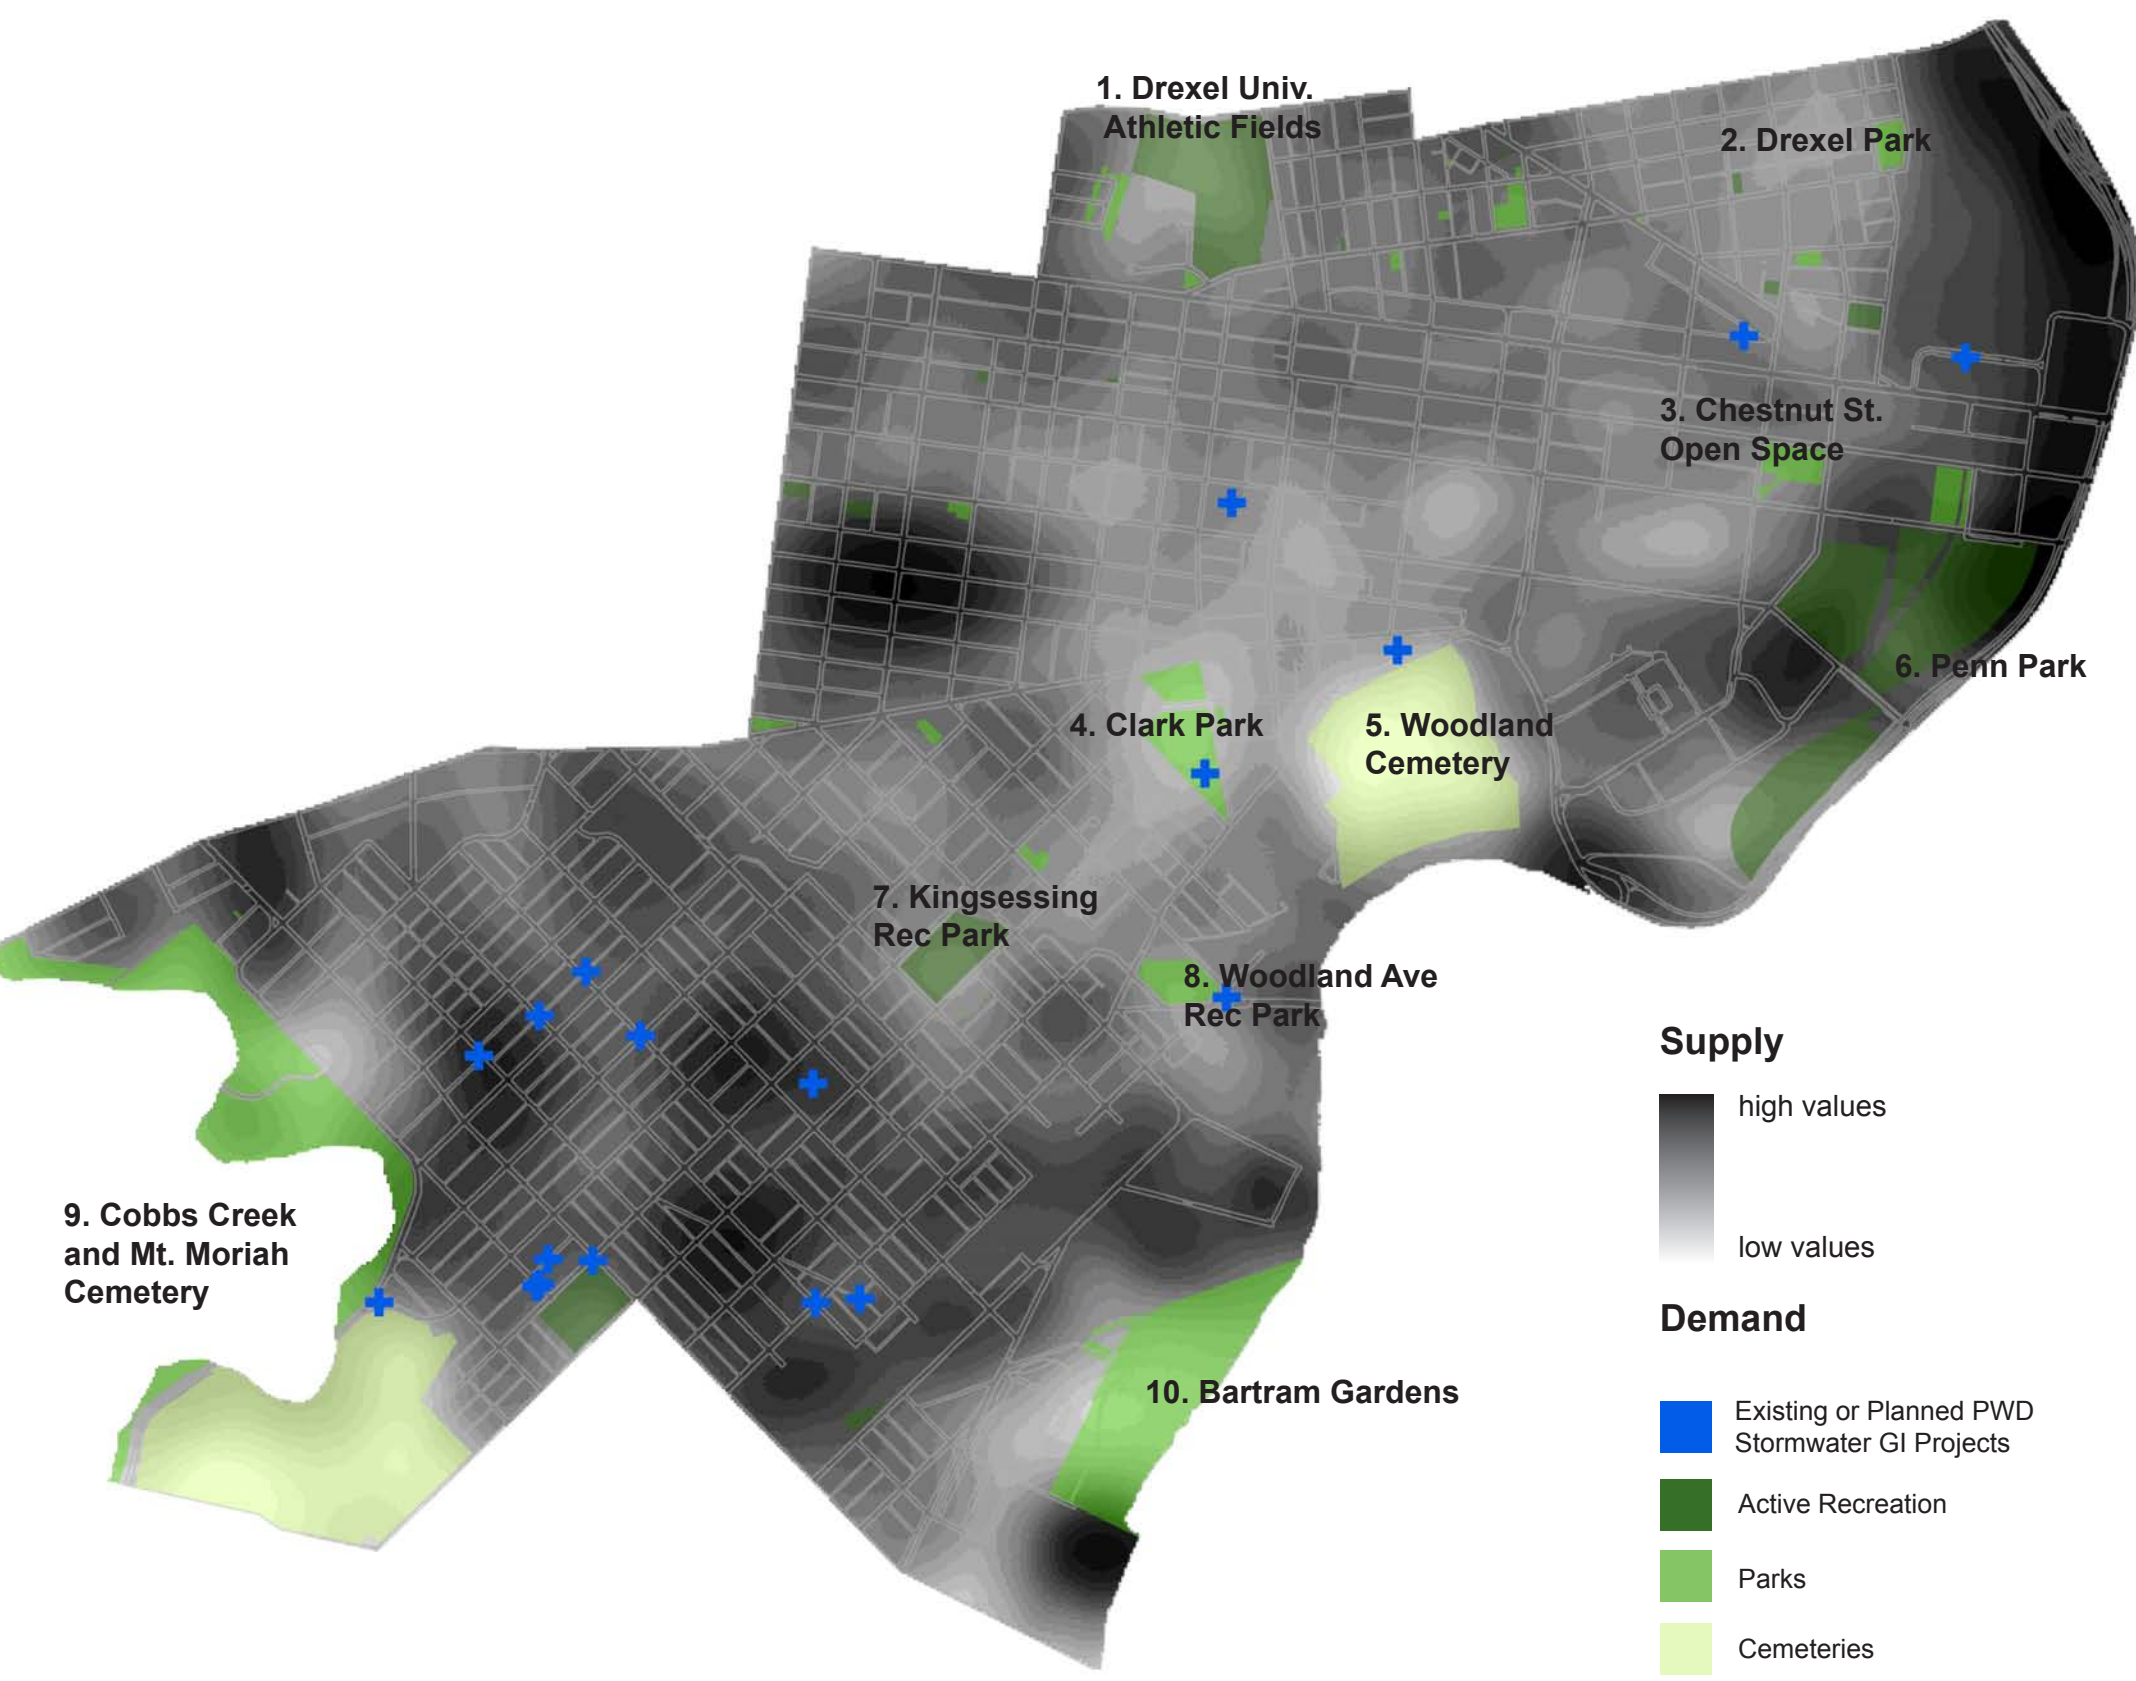 1. Drexel Univ.
Athletic Fields
2. Drexel Park
3. Chestnut St.
Open Space
6. Penn Park
4. Clark Park
5. Woodland
Cemetery
7. Kingsessing
Rec Park
8. Woodland Ave
Rec Park
9. Cobbs Creek
and Mt. Moriah
Cemetery
10. Bartram Gardens
Supply
high values
low values
Demand
Existing or Planned PWD
Stormwater GI Projects
Active Recreation
Parks
Cemeteries